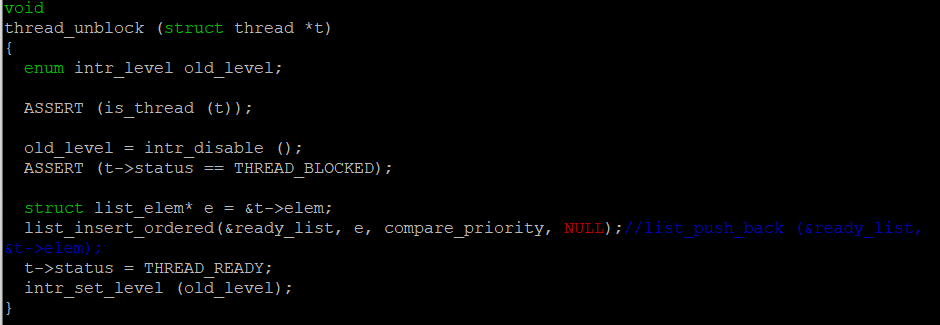 void
thread_unblock (struct thread *t)
{
  enum intr_level old_level;

  ASSERT (is_thread (t));

  old_level = intr_disable ();
  ASSERT (t->status == THREAD_BLOCKED);

  struct list_elem* e = &t->elem;
  list_insert_ordered(&ready_list, e, compare_priority, NULL);//list_push_back (&ready_list,
&t->elem);
  t->status = THREAD_READY;
  intr_set_level (old_level);
}